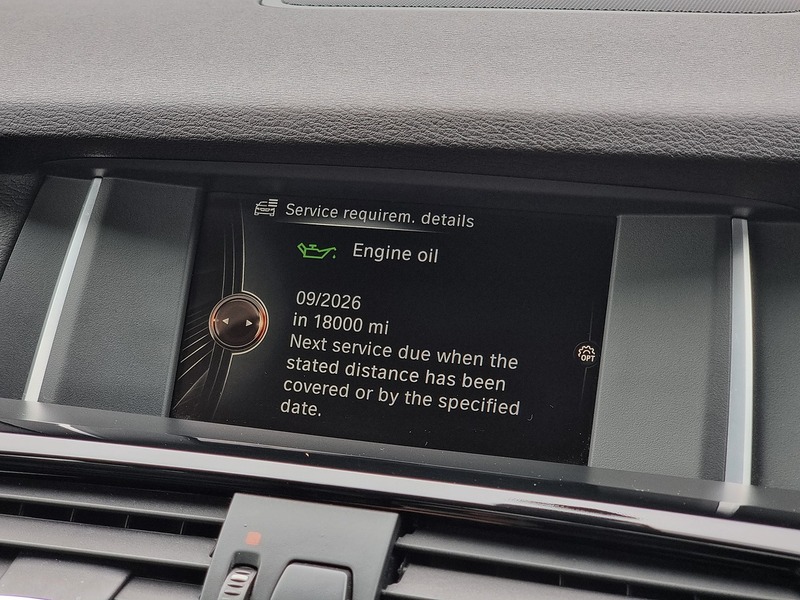 Service requirem. details
Engine oil
09/2026
in 18000 mi
Next service due when the
stated distance has been
covered or by the specified
date.
OPT